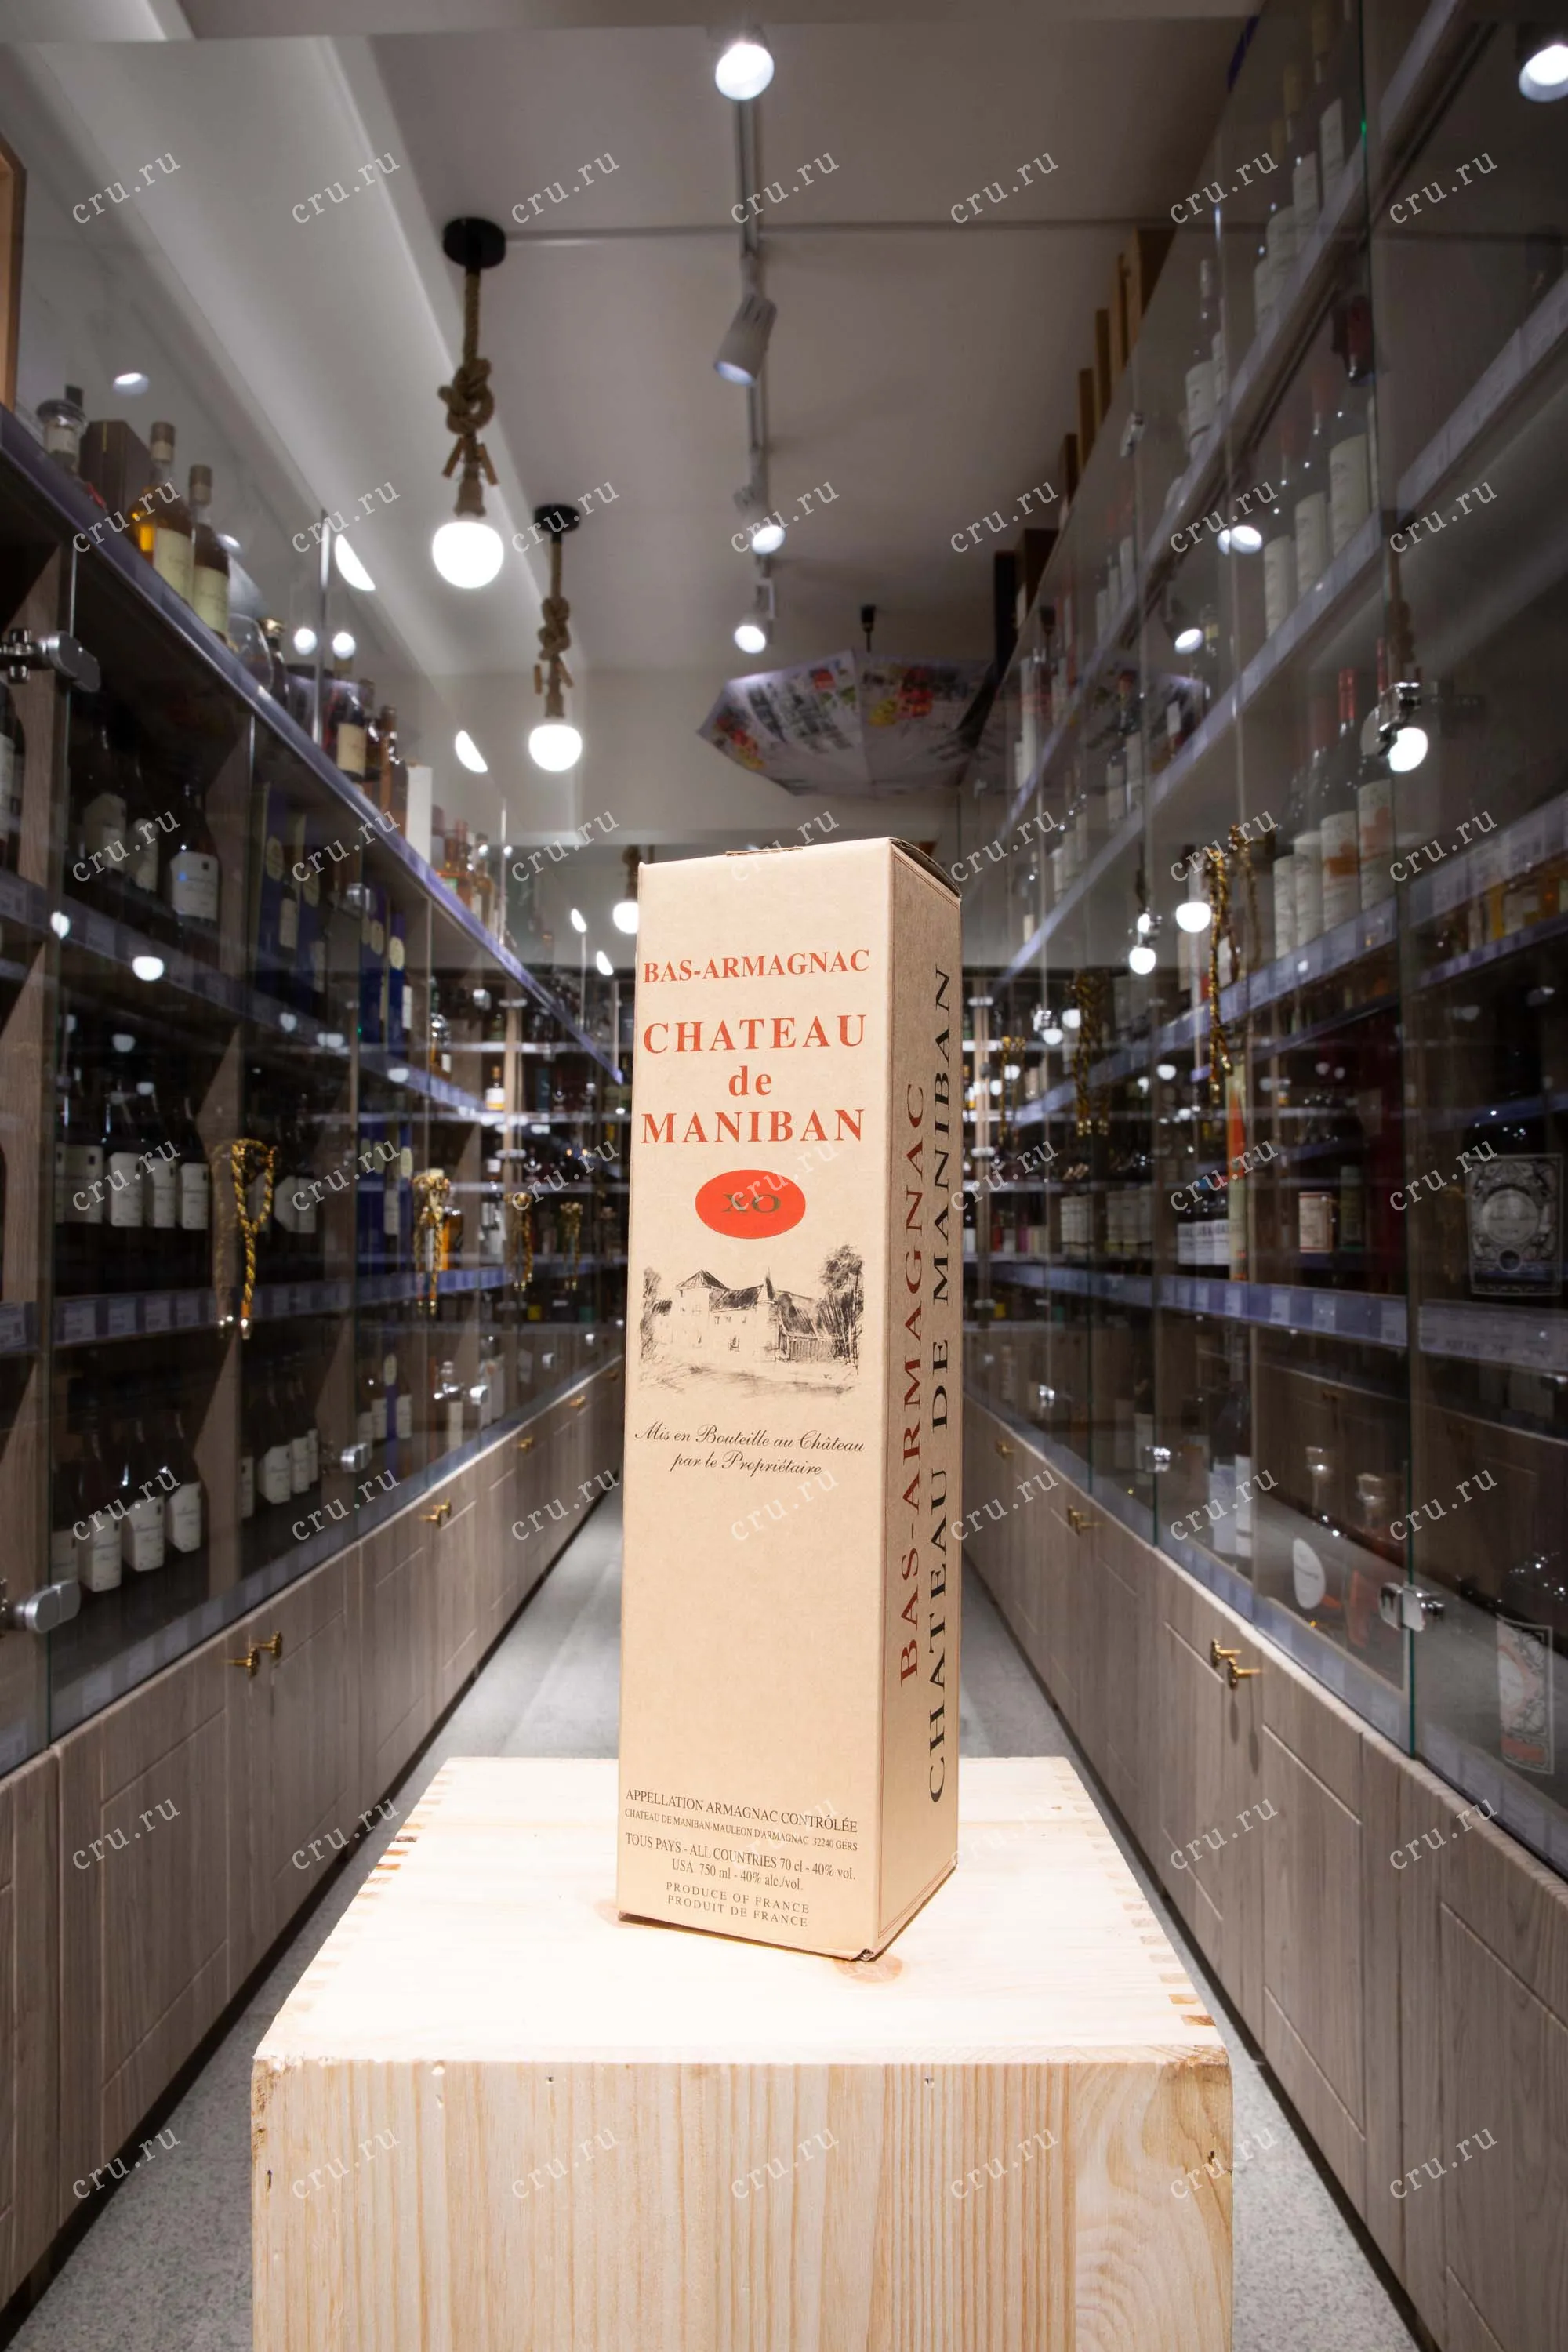 BAS-ARMAGNAC
CHATEAU
de
MANIBAN
XO
Mis en Bouteille au Château
par le Propriétaire
APPELLATION ARMAGNAC CONTRÔLÉE
CHATEAU DE MANIBAN-MAULEON D'ARMAGNAC 32240 GERS
TOUS PAYS - ALL COUNTRIES 70 cl - 40% vol.
USA 750 ml - 40% alc./vol.
PRODUCE OF FRANCE
PRODUIT DE FRANCE
BAS-ARMAGNAC
CHATEAU DE MANIBAN
cru.ru